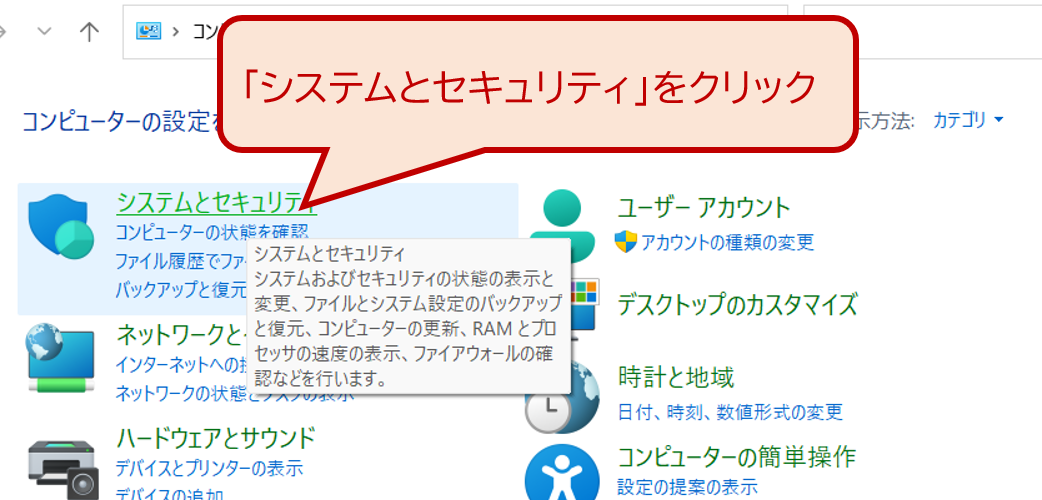 コン
「システムとセキュリティ」をクリック
コンピューターの設定を
示方法: カテゴリ
システムとセキュリティ
コンピューターの状態を確認
ファイル履歴でファ
バックアップと復元
システムとセキュリティ
システムおよびセキュリティの状態の表示と
変更、ファイルとシステム設定のバックアップ
と復元、コンピューターの更新、RAM とプロ
セッサの速度の表示、ファイアウォールの確
認などを行います。
ネットワークと
インターネットへの接
ネットワークの状態とタスクの表示
ハードウェアとサウンド
デバイスとプリンターの表示
デバイスの追加
ユーザー アカウント
アカウントの種類の変更
デスクトップのカスタマイズ
時計と地域
日付、時刻、数値形式の変更
コンピューターの簡単操作
設定の提案の表示